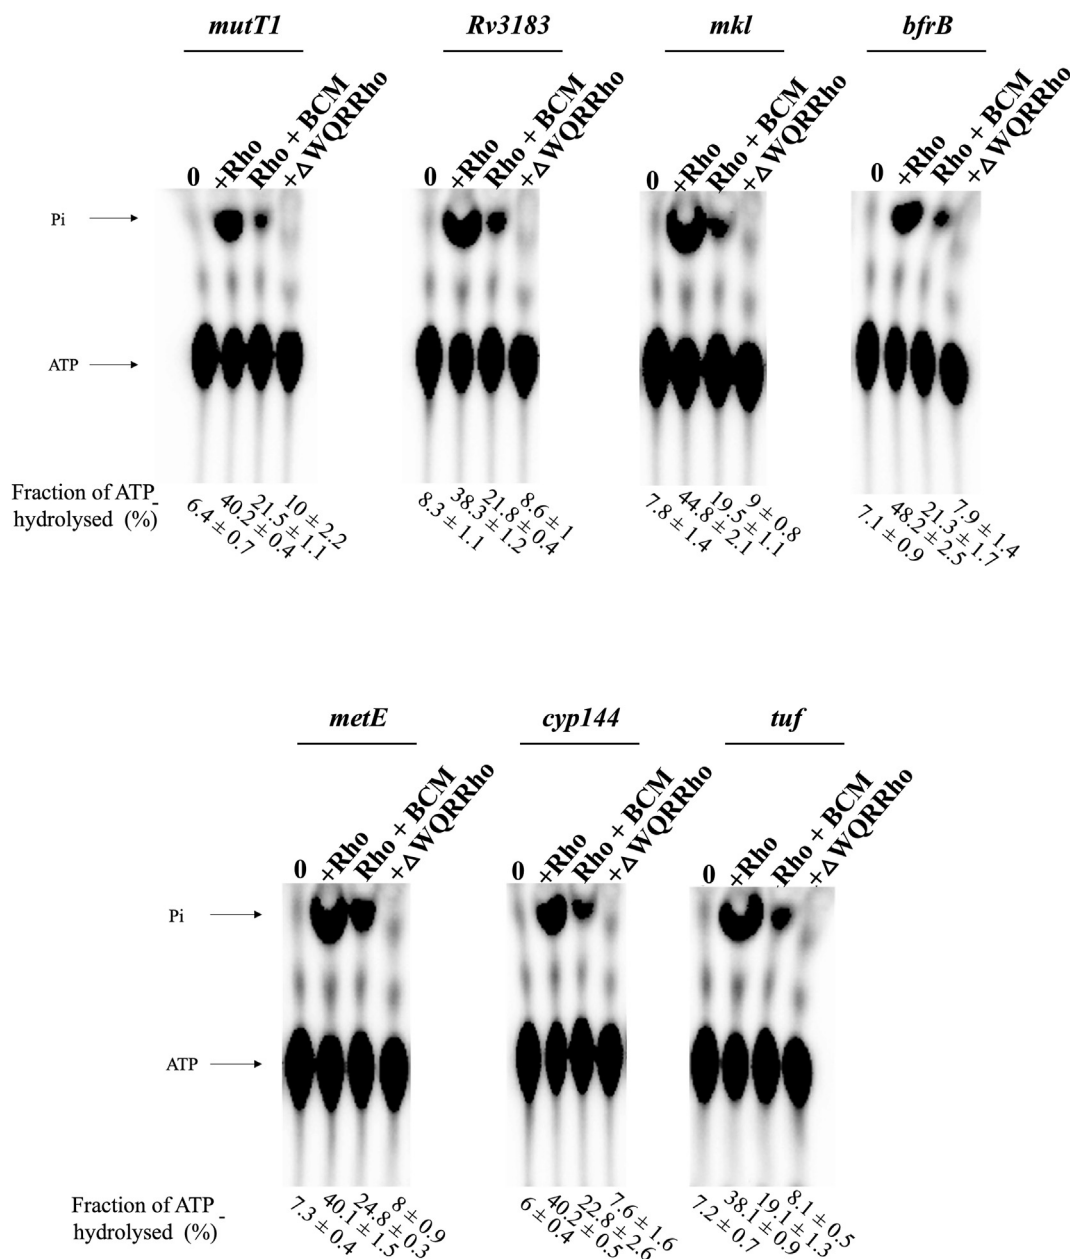 mutT1
Rv3183
mkl
bfrB
0 +Rho Rho + BCM +ΔWQRRho
0 +Rho Rho + BCM +ΔWQRRho
0 +Rho Rho + BCM +ΔWQRRho
0 +Rho Rho + BCM +ΔWQRRho
Pi
ATP
Fraction of ATP
hydrolysed (%)
6.4 ± 0.7 40.2 ± 0.4 21.5 ± 1.1 10 ± 2.2
8.3 ± 1.1 38.3 ± 1.2 21.8 ± 0.4 8.6 ± 1
7.8 ± 1.4 44.8 ± 2.1 19.5 ± 1.1 9 ± 0.8
7.1 ± 0.9 48.2 ± 2.5 21.3 ± 1.7 7.9 ± 1.4
metE
cyp144
tuf
0 +Rho Rho + BCM +ΔWQRRho
0 +Rho Rho + BCM +ΔWQRRho
0 +Rho Rho + BCM +ΔWQRRho
Pi
ATP
Fraction of ATP
hydrolysed (%)
7.3 ± 0.4 40.1 ± 1.5 24.8 ± 0.3 8 ± 0.9
6 ± 0.4 40.2 ± 0.5 22.8 ± 2.6 7.6 ± 1.6
7.2 ± 0.7 38.1 ± 0.9 19.1 ± 1.3 8.1 ± 0.5